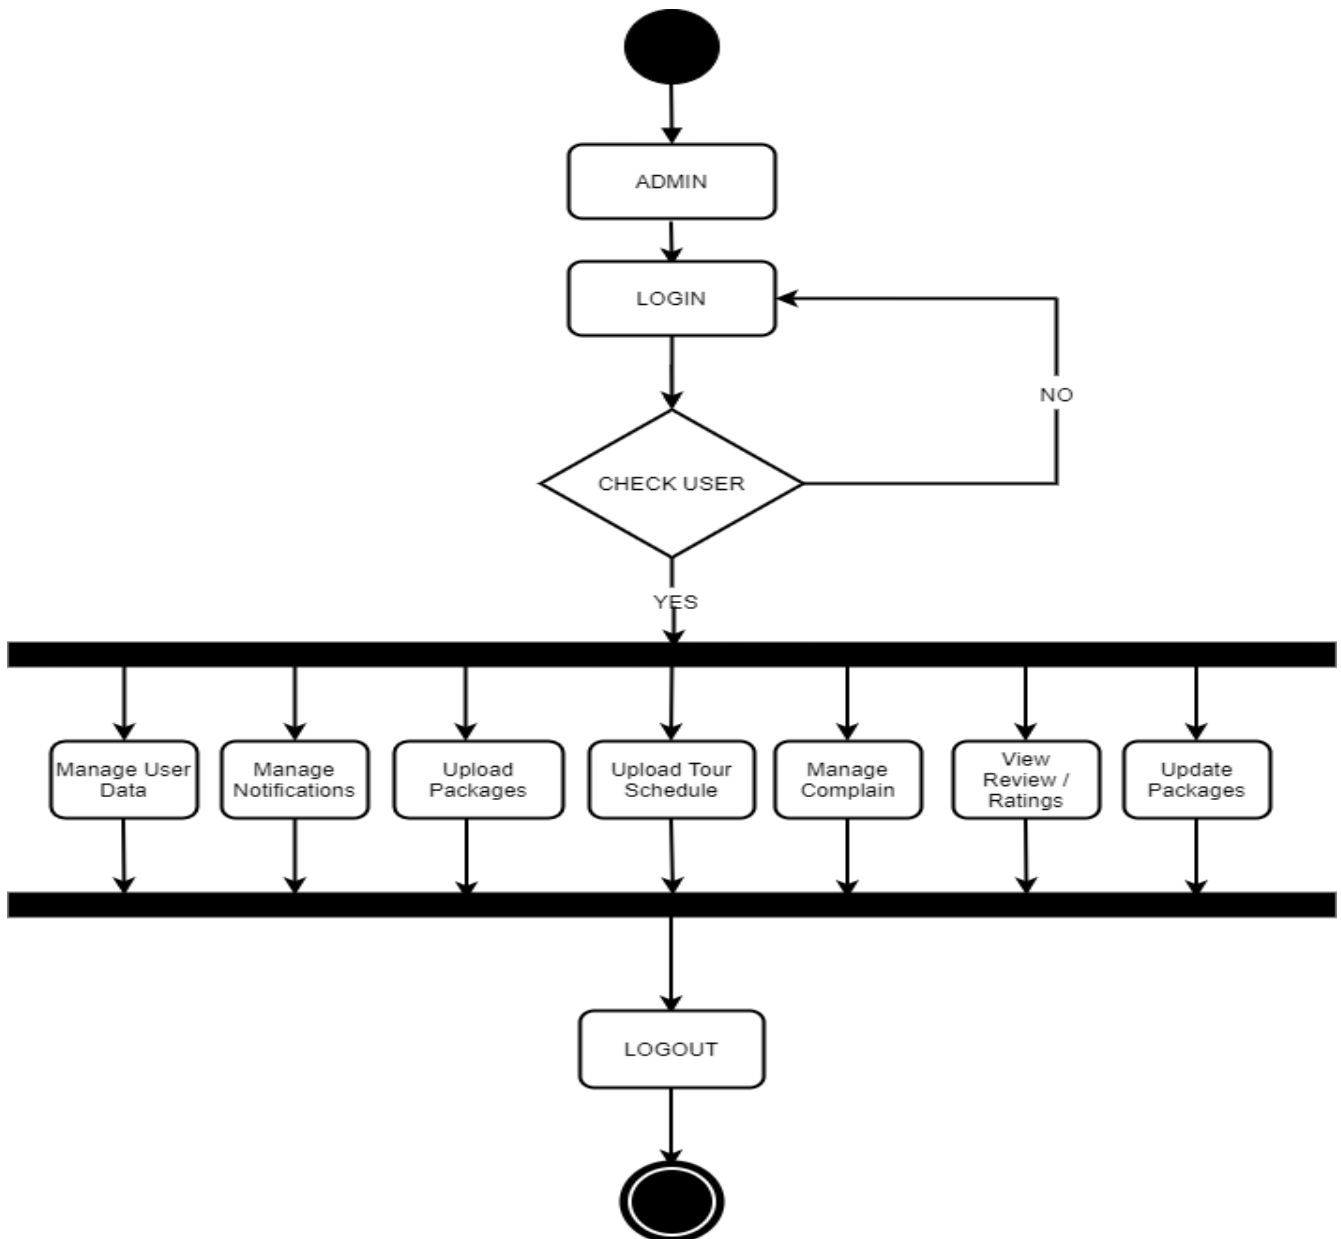 ADMIN
LOGIN
NO
CHECK USER
YES
Manage User
Data
Manage
Notifications
Upload
Packages
Upload Tour
Schedule
Manage
Complain
View
Review /
Ratings
Update
Packages
LOGOUT